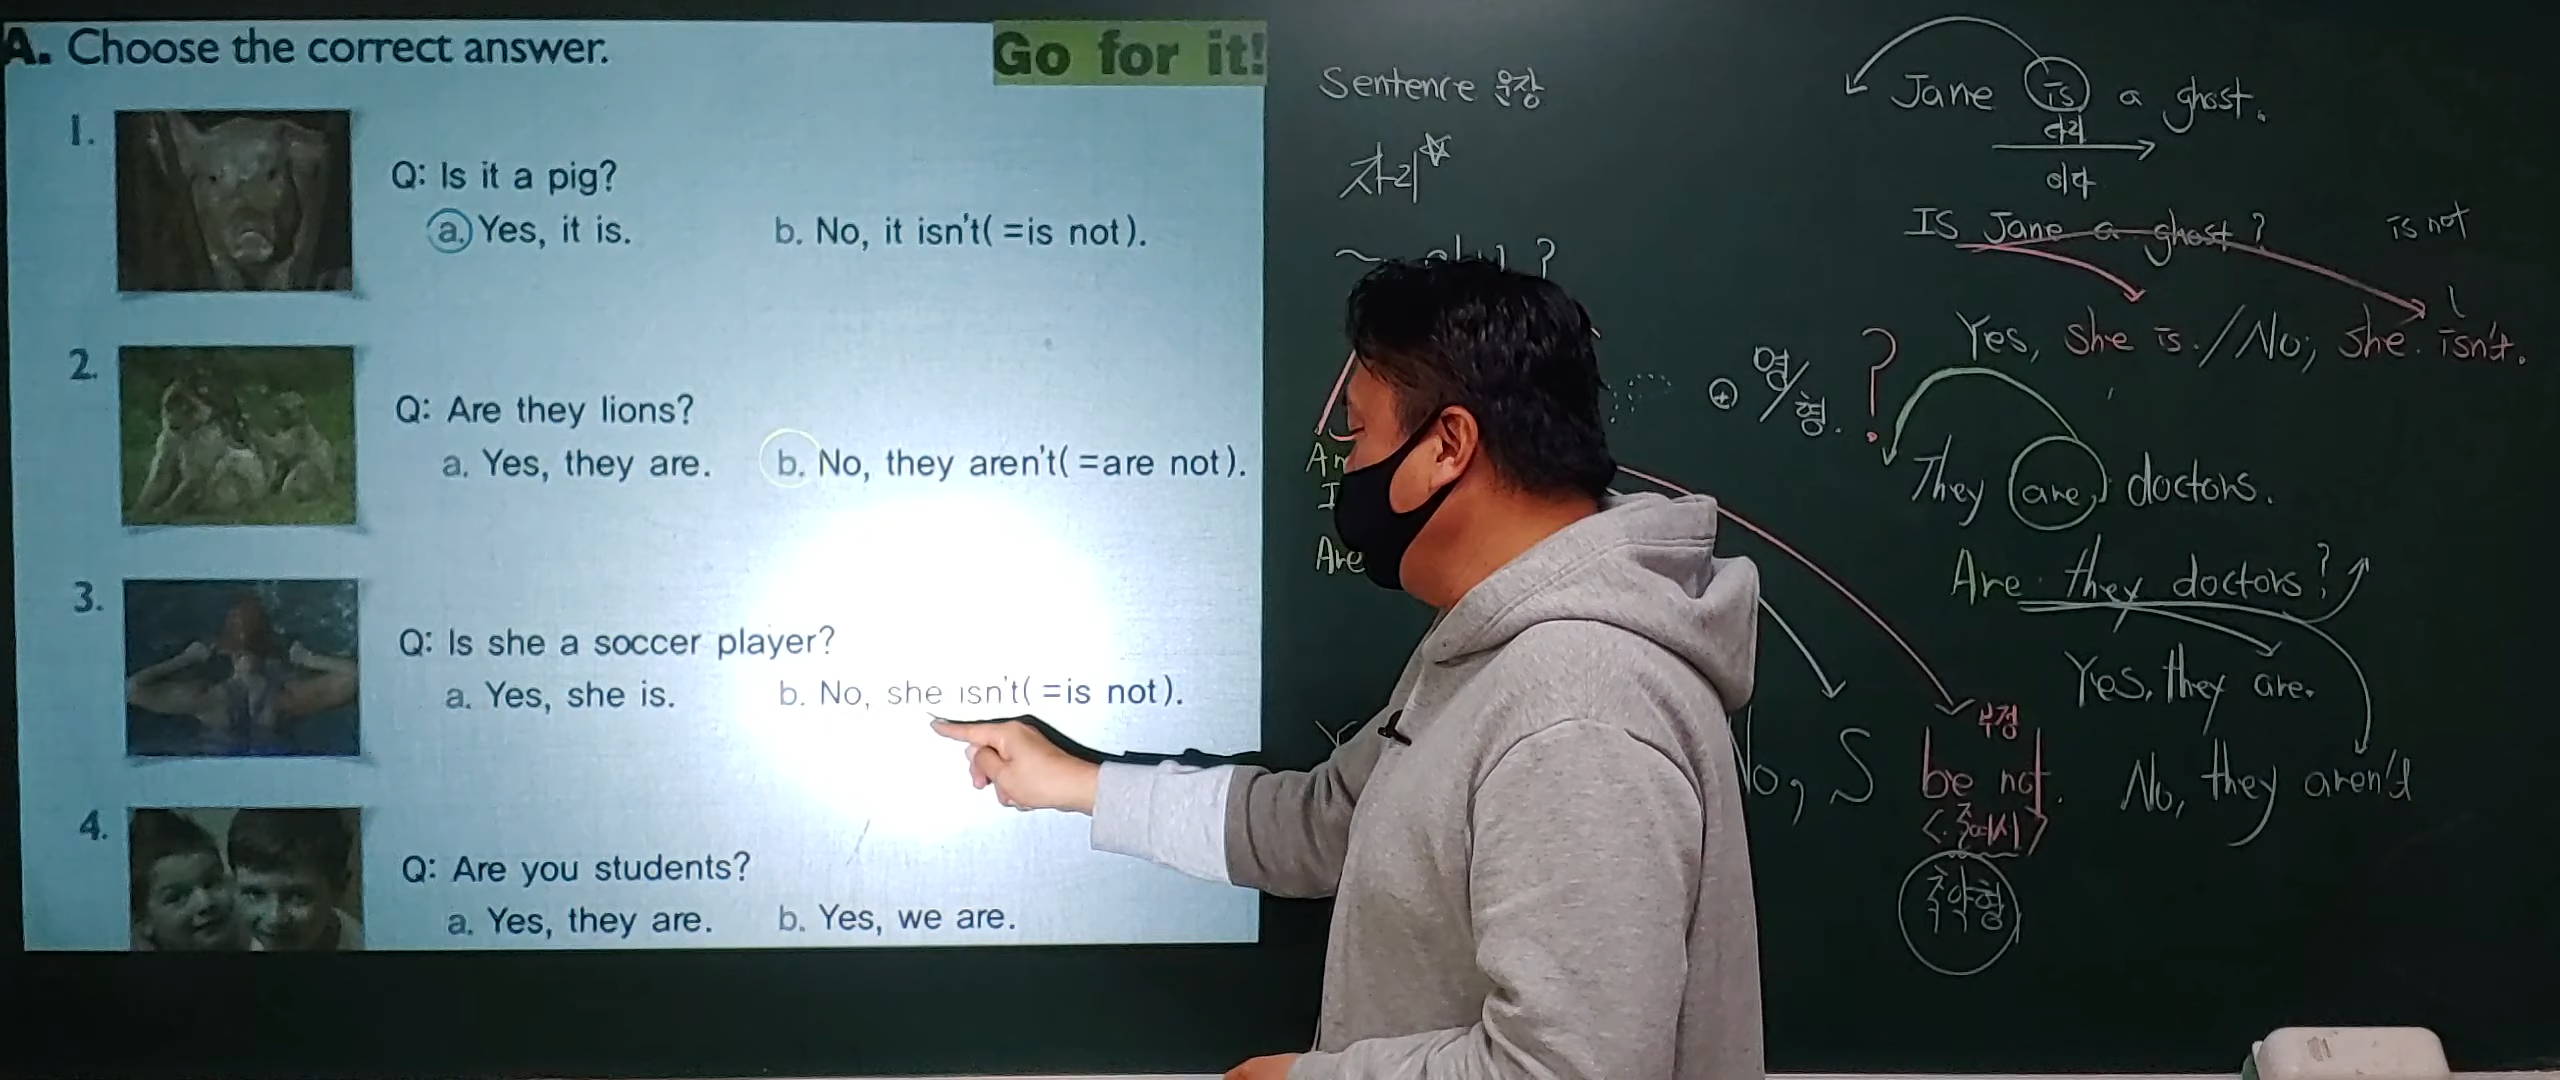 A. Choose the correct answer.
Go for it!
1.
Q: Is it a pig?
a. Yes, it is.
b. No, it isn't( =is not).
2.
Q: Are they lions?
a. Yes, they are.
b. No, they aren't( =are not).
3.
Q: Is she a soccer player?
a. Yes, she is.
b. No, she isn't( =is not).
4.
Q: Are you students?
a. Yes, they are.
b. Yes, we are.
Sentence 문장
자리
?
Are
명/형.
?
No, S be not.
부정
축약형
Jane is a ghost.
이다
Is Jane a ghost?
is not
Yes, she is. / No, she isn't.
They are doctors.
Are they doctors?
Yes, they are.
No, they aren't